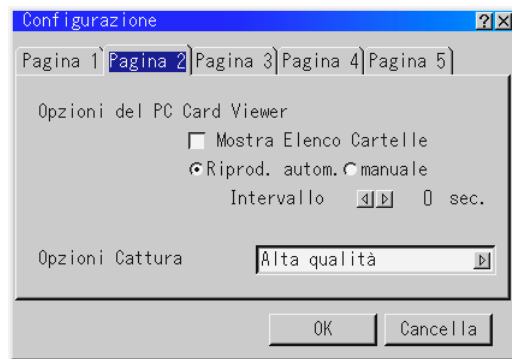 Configurazione
Pagina 1 Pagina 2 Pagina 3 Pagina 4 Pagina 5
Opzioni del PC Card Viewer
Mostra Elenco Cartelle
Riprod. autom. manuale
Intervallo 0 sec.
Opzioni Cattura Alta qualità
OK Cancella